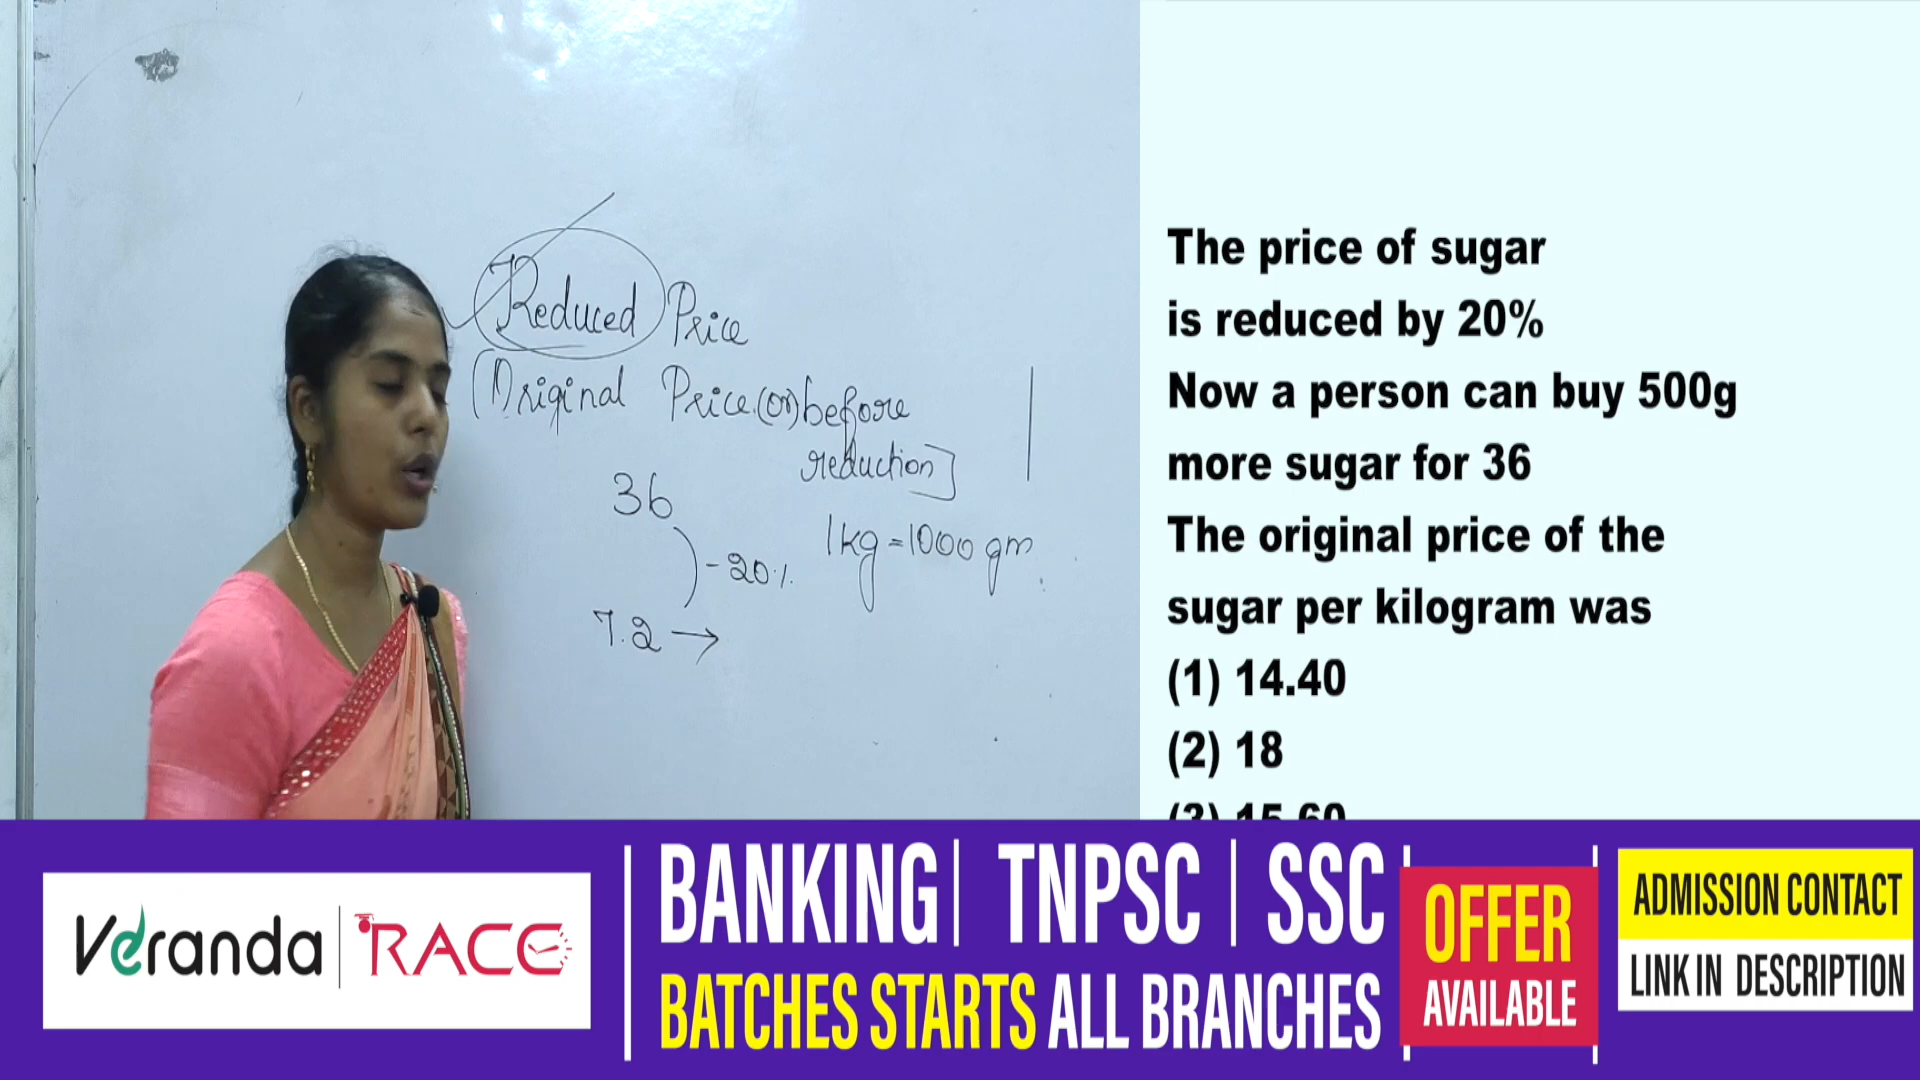 Reduced Price
(Original Price (or) before
reduction]
36
-20%
1kg = 1000 gm
7.2 →
The price of sugar
is reduced by 20%
Now a person can buy 500g
more sugar for 36
The original price of the
sugar per kilogram was
(1) 14.40
(2) 18
(3) 15.60
Veranda | RACE
BANKING | TNPSC | SSC
BATCHES STARTS ALL BRANCHES
OFFER
AVAILABLE
ADMISSION CONTACT
LINK IN DESCRIPTION